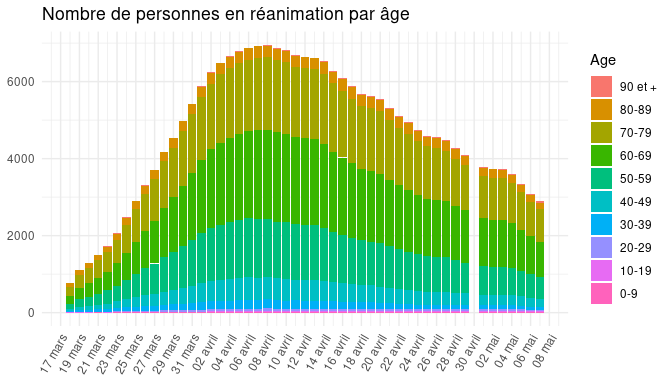 Nombre de personnes en réanimation par âge
6000
4000
2000
0
17 mars
19 mars
21 mars
23 mars
25 mars
27 mars
29 mars
31 mars
02 avril
04 avril
06 avril
08 avril
10 avril
12 avril
14 avril
16 avril
18 avril
20 avril
22 avril
24 avril
26 avril
28 avril
30 avril
02 mai
04 mai
06 mai
08 mai
Age
90 et +
80-89
70-79
60-69
50-59
40-49
30-39
20-29
10-19
0-9